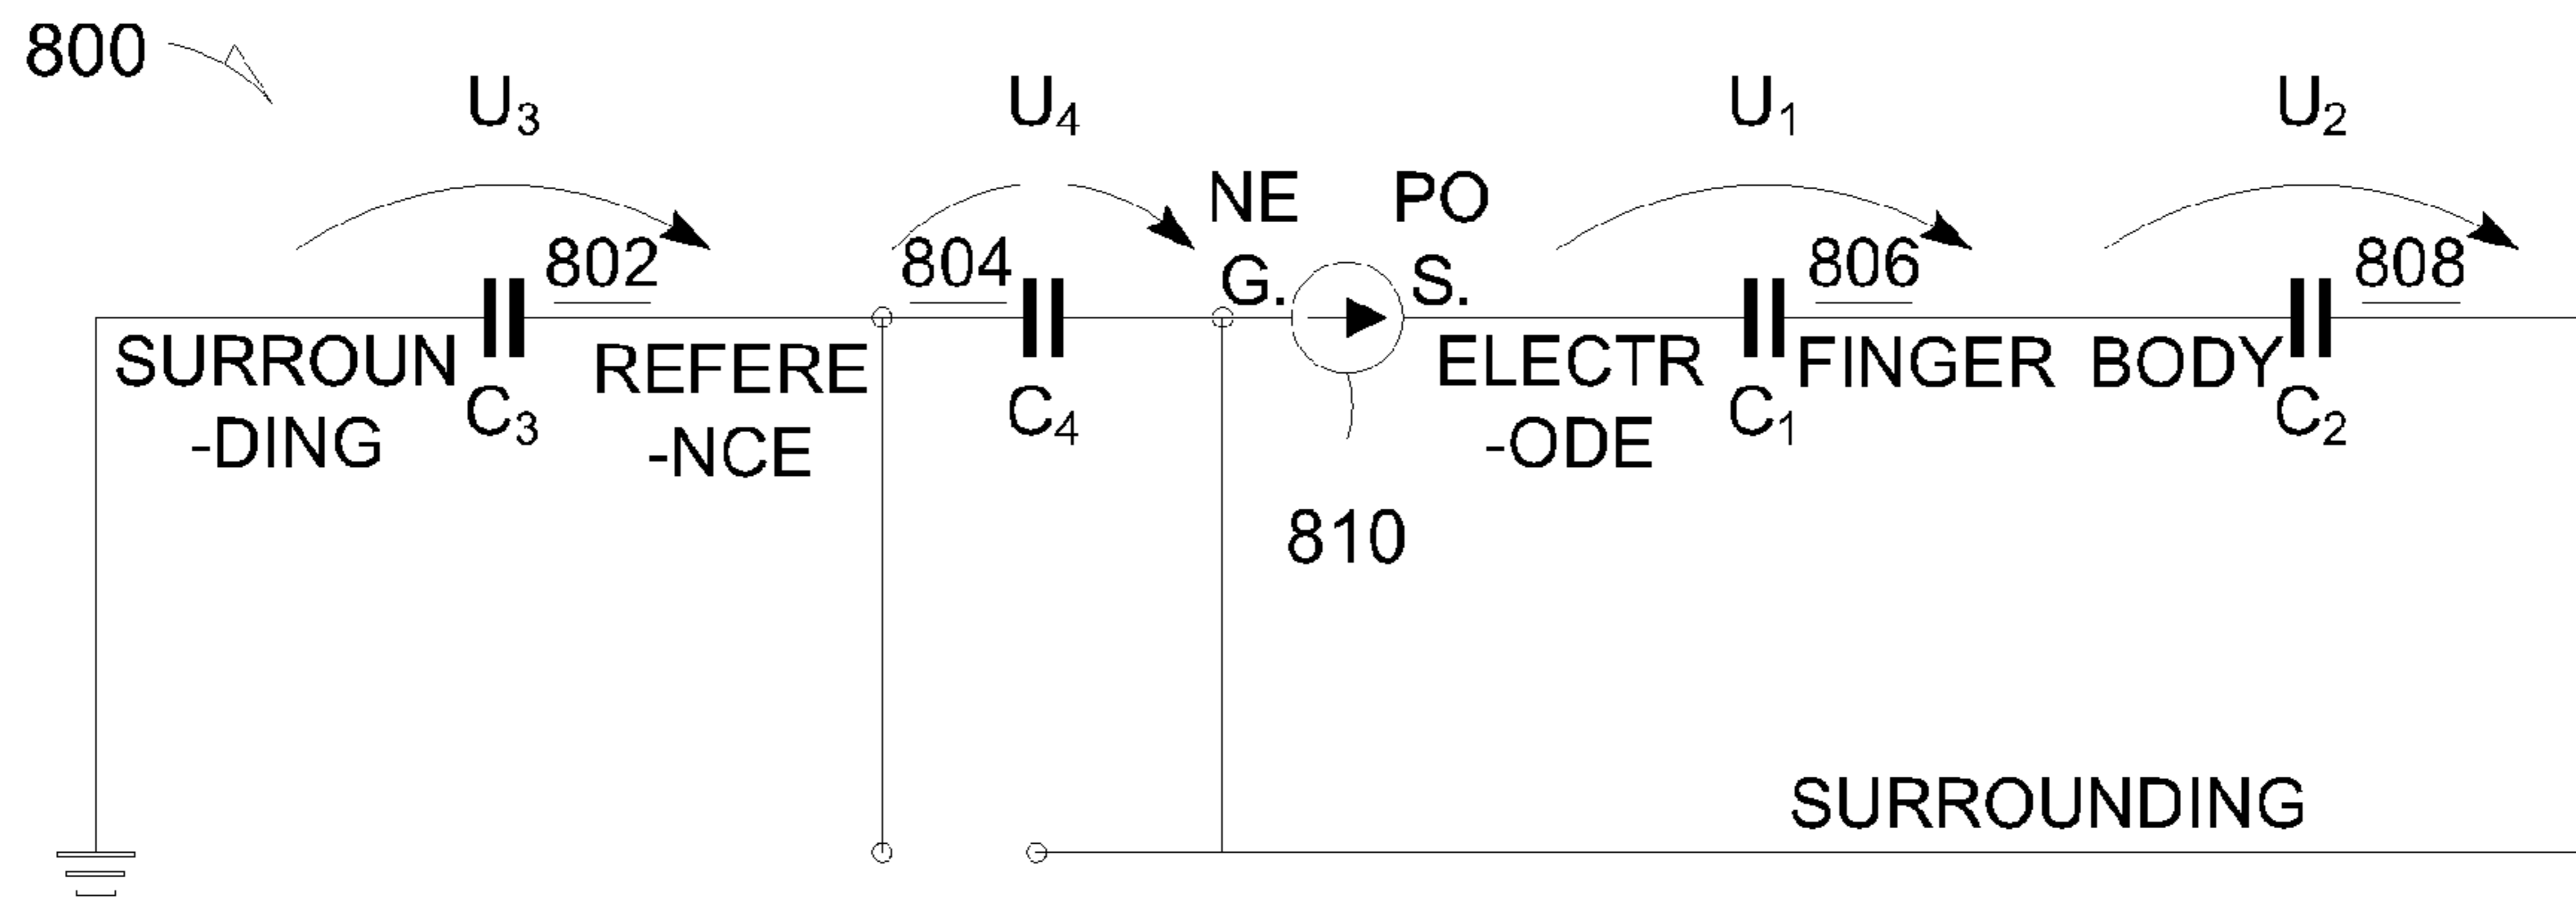 800
U3 U4 U1 U2
NE PO
802 804 G. S. 806 808
SURROUN REFERE ELECTR FINGER BODY
C3 C4 C1 C2
-DING -NCE -ODE
810
SURROUNDING